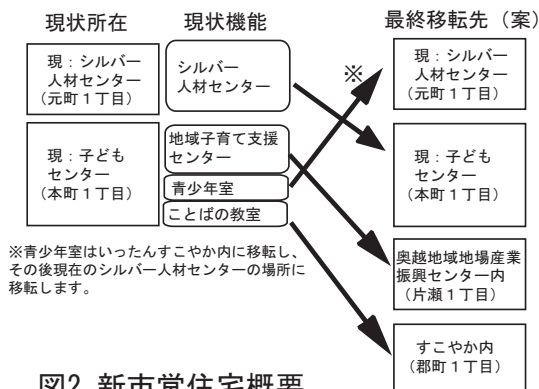 現状所在
現状機能
最終移転先（案）
現：シルバー
人材センター
（元町１丁目）
シルバー
人材センター
※
現：シルバー
人材センター
（元町１丁目）
現：子ども
センター
（本町１丁目）
地域子育て支援
センター
青少年室
ことばの教室
現：子ども
センター
（本町１丁目）
※青少年室はいったんすこやか内に移転し、
その後現在のシルバー人材センターの場所に
移転します。
奥越地域地場産業
振興センター内
（片瀬１丁目）
すこやか内
（郡町１丁目）
図2 新市営住宅概要